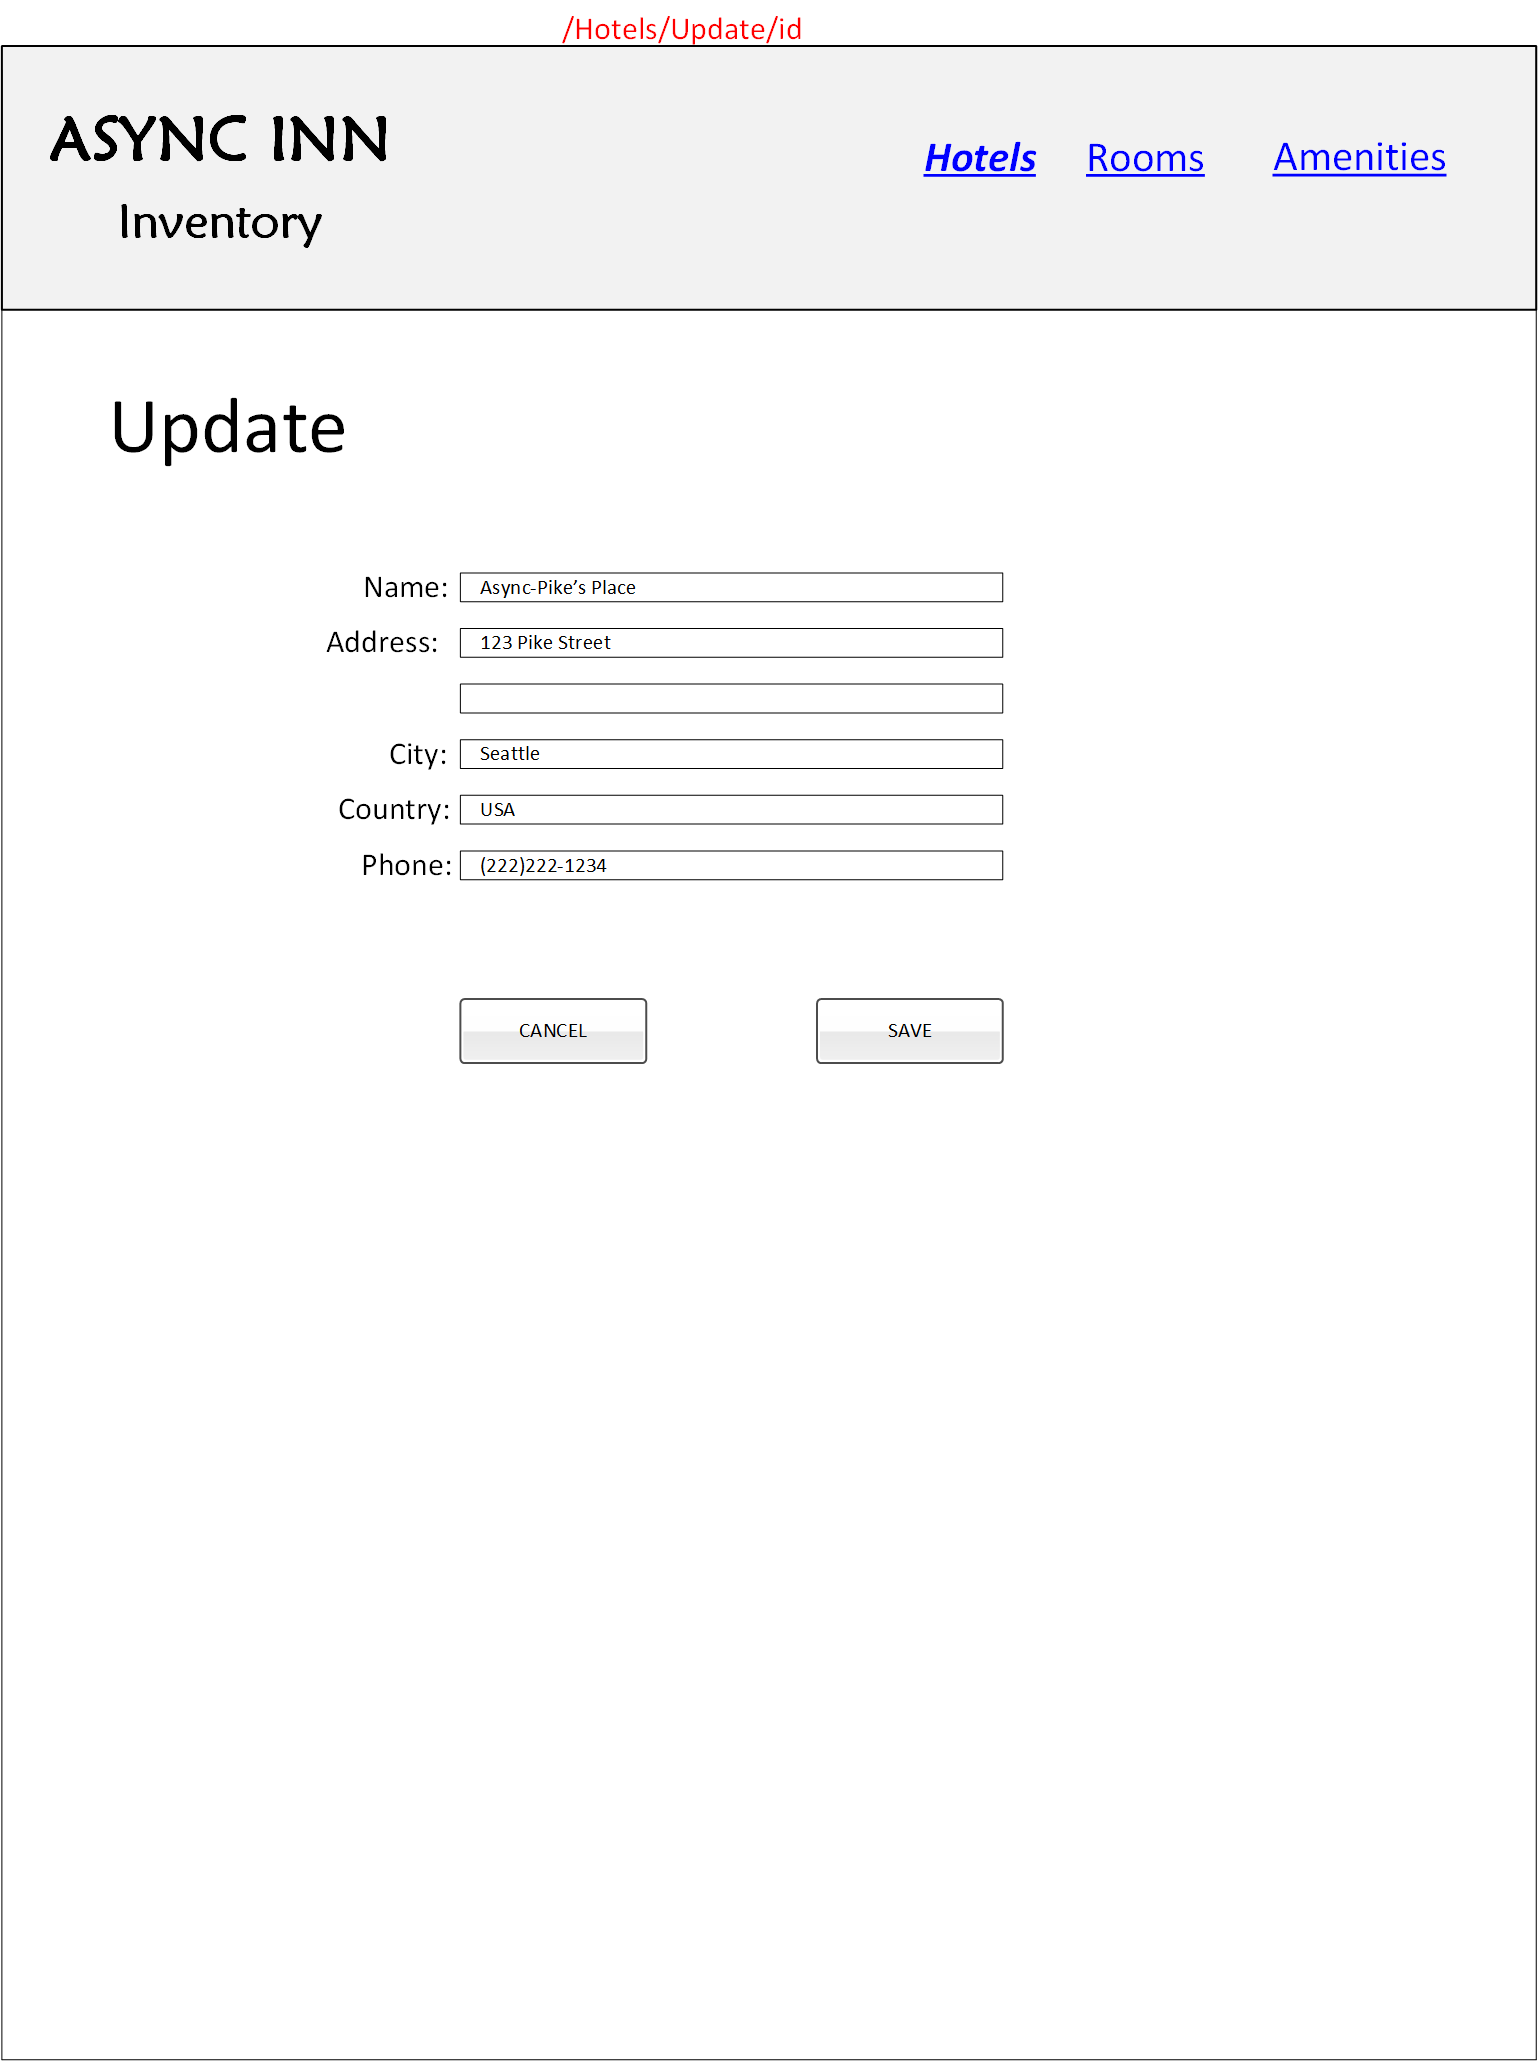 /Hotels/Update/id
ASYNC INN
Hotels Rooms Amenities
Inventory
Update
Name: Async-Pike’s Place
Address: 123 Pike Street
City: Seattle
Country: USA
Phone: (222)222-1234
CANCEL SAVE